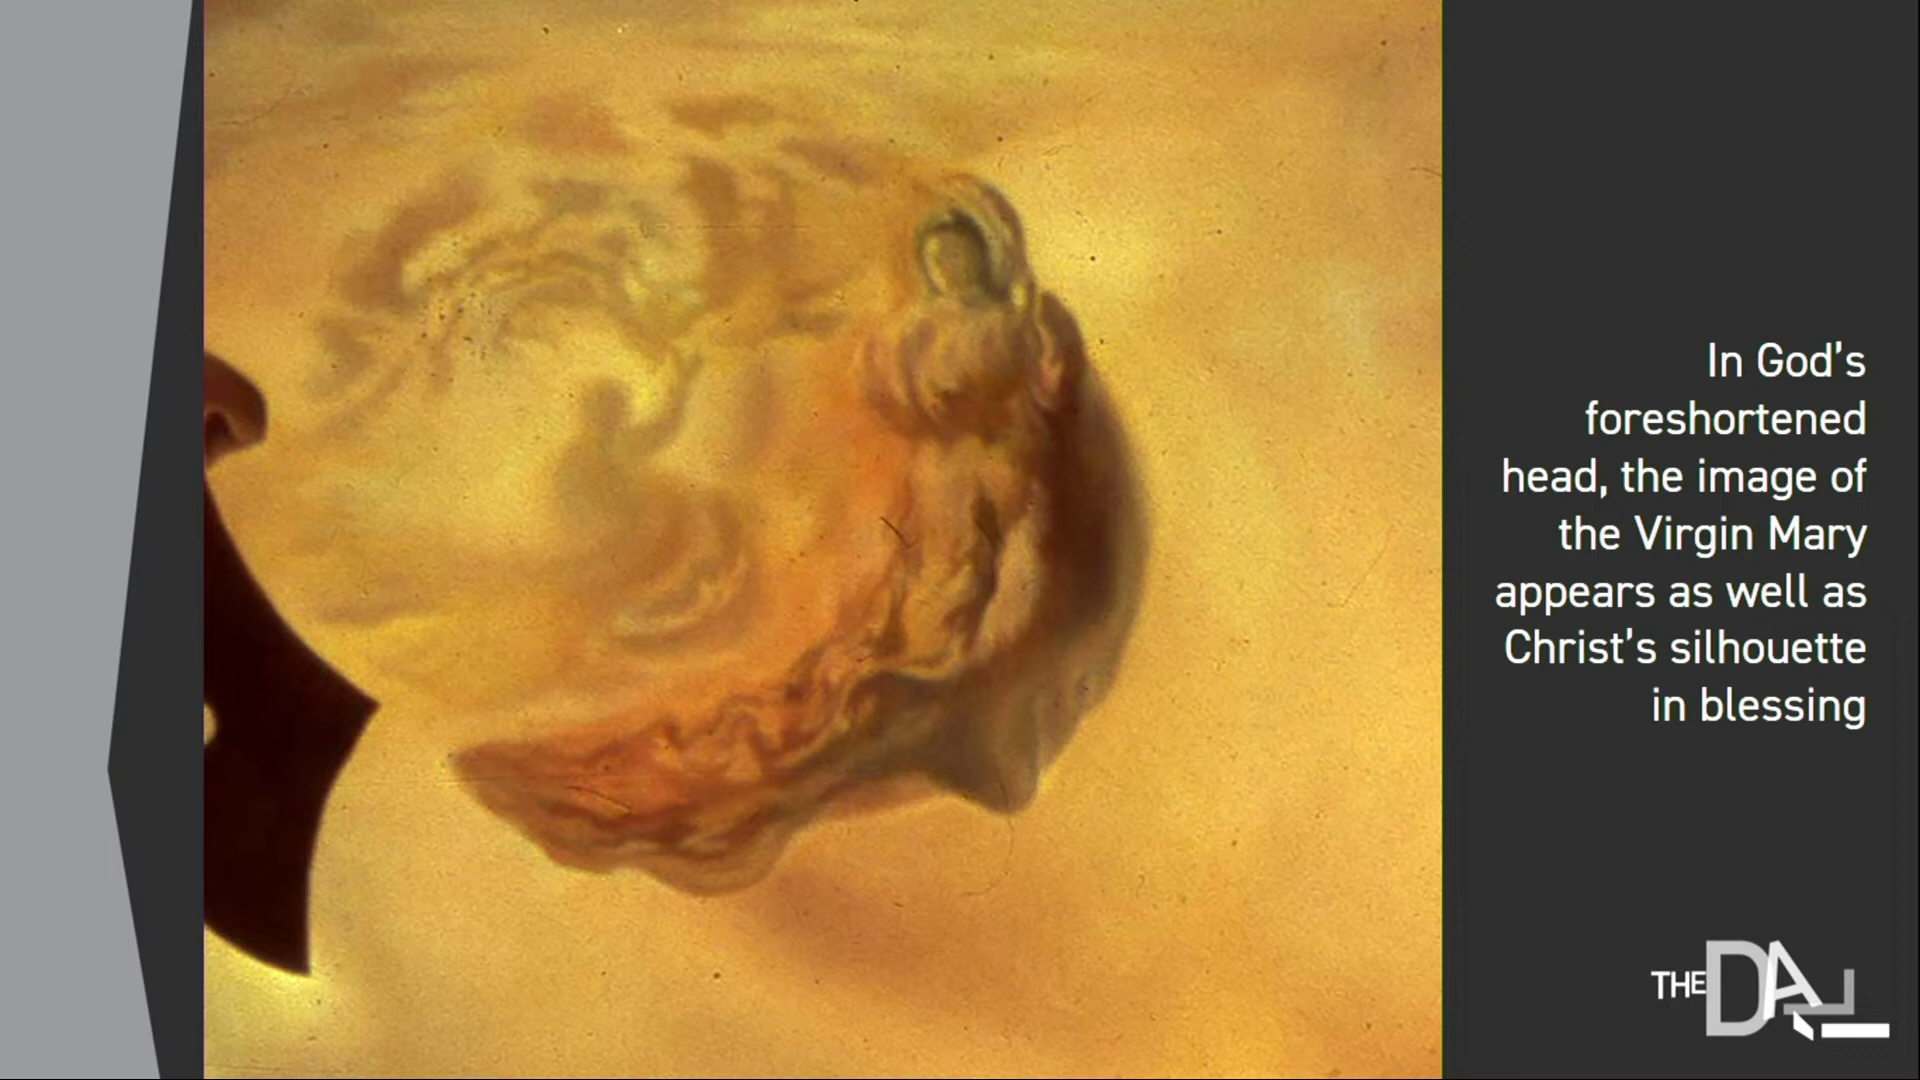 In God’s
foreshortened
head, the image of
the Virgin Mary
appears as well as
Christ’s silhouette
in blessing
THE DALI